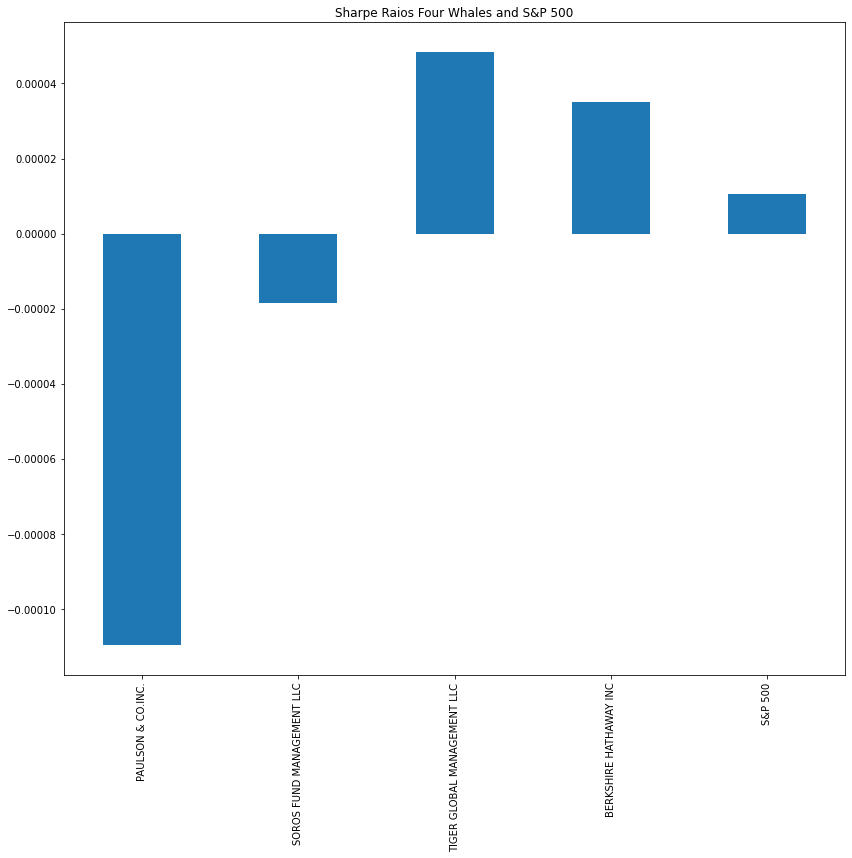 Sharpe Raios Four Whales and S&P 500
0.00004
0.00002
0.00000
−0.00002
−0.00004
−0.00006
−0.00008
−0.00010
PAULSON & CO.INC.
SOROS FUND MANAGEMENT LLC
TIGER GLOBAL MANAGEMENT LLC
BERKSHIRE HATHAWAY INC
S&P 500